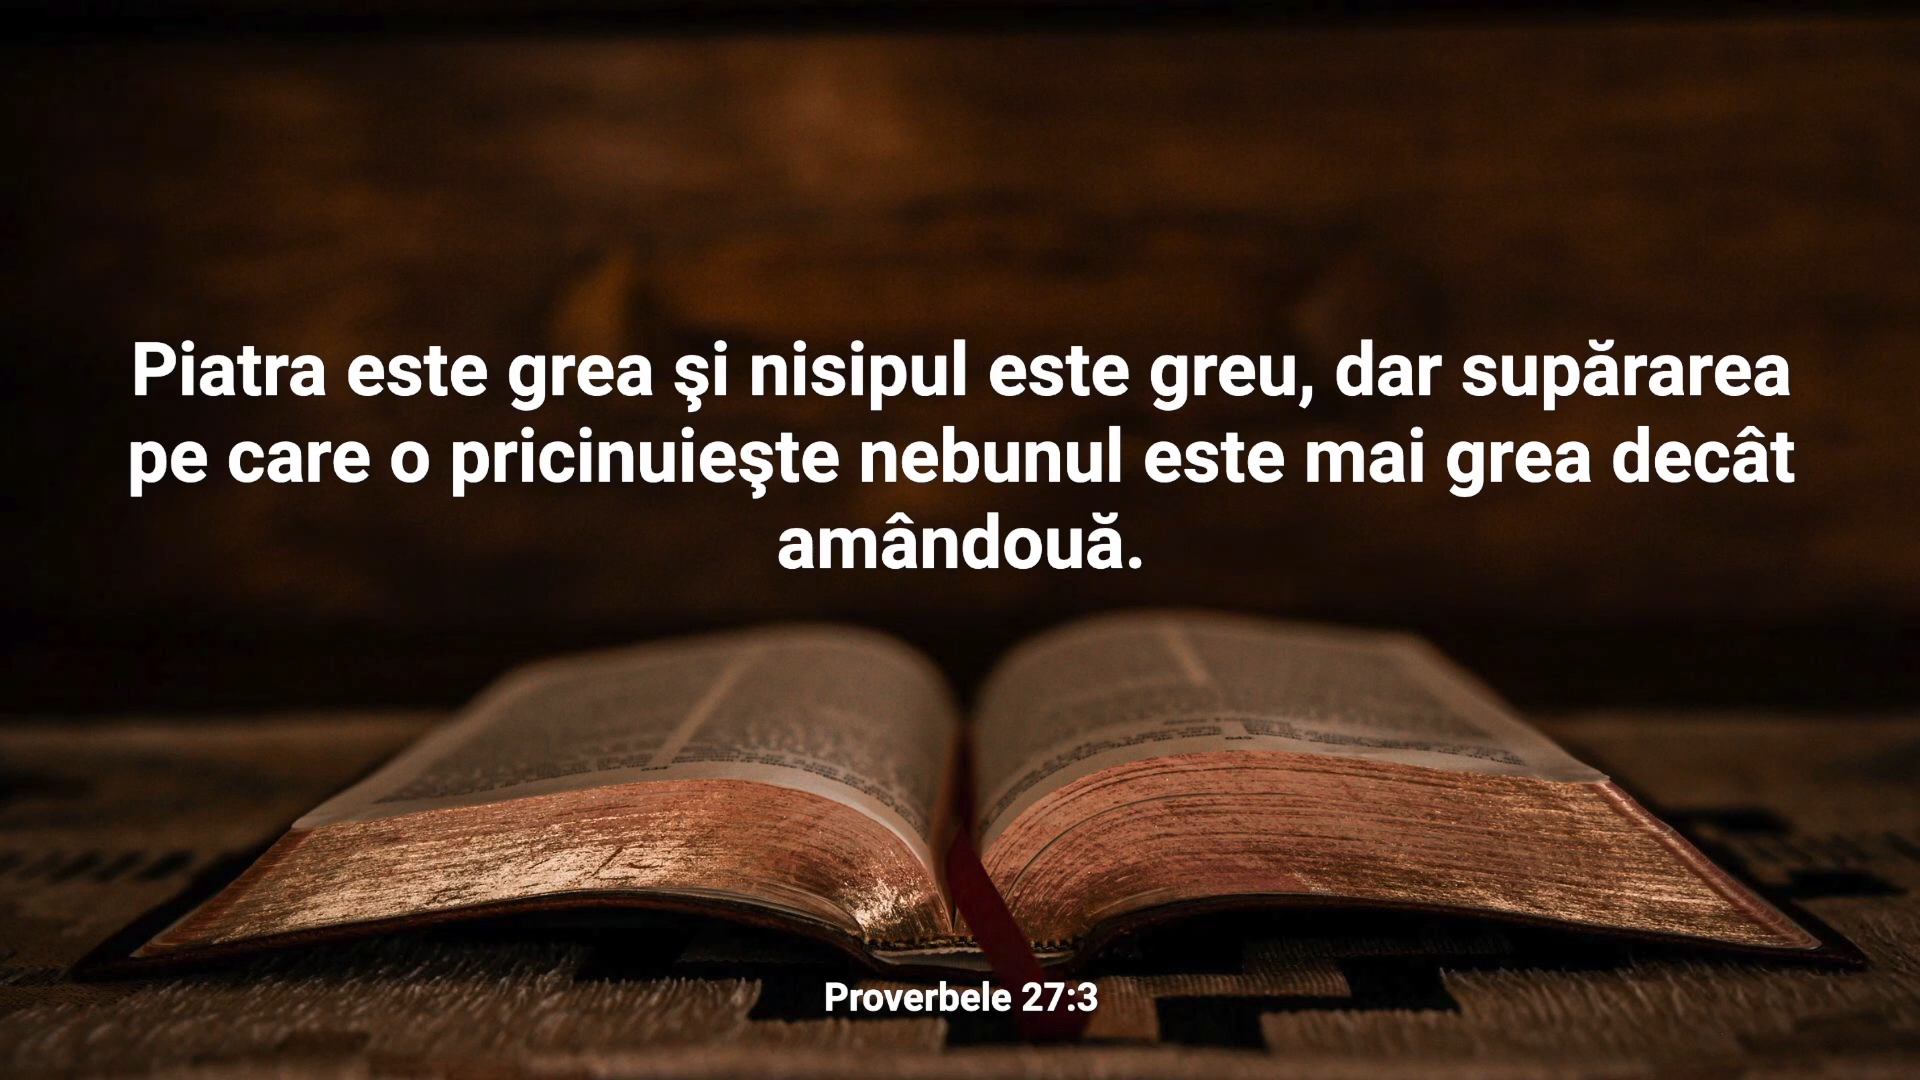 Piatra este grea şi nisipul este greu, dar supărarea
pe care o pricinuieşte nebunul este mai grea decât
amândouă.
Proverbele 27:3